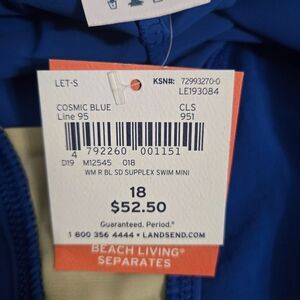 LET-S KSN#: 72993270-0
LE193084
COSMIC BLUE CLS
Line 95 951
4 792260 001151
D19 M12545 018
WM R BL SD SUPPLEX SWIM MINI
18
$52.50
Guaranteed. Period.®
1 800 356 4444 • LANDSEND.COM
BEACH LIVING®
SEPARATES